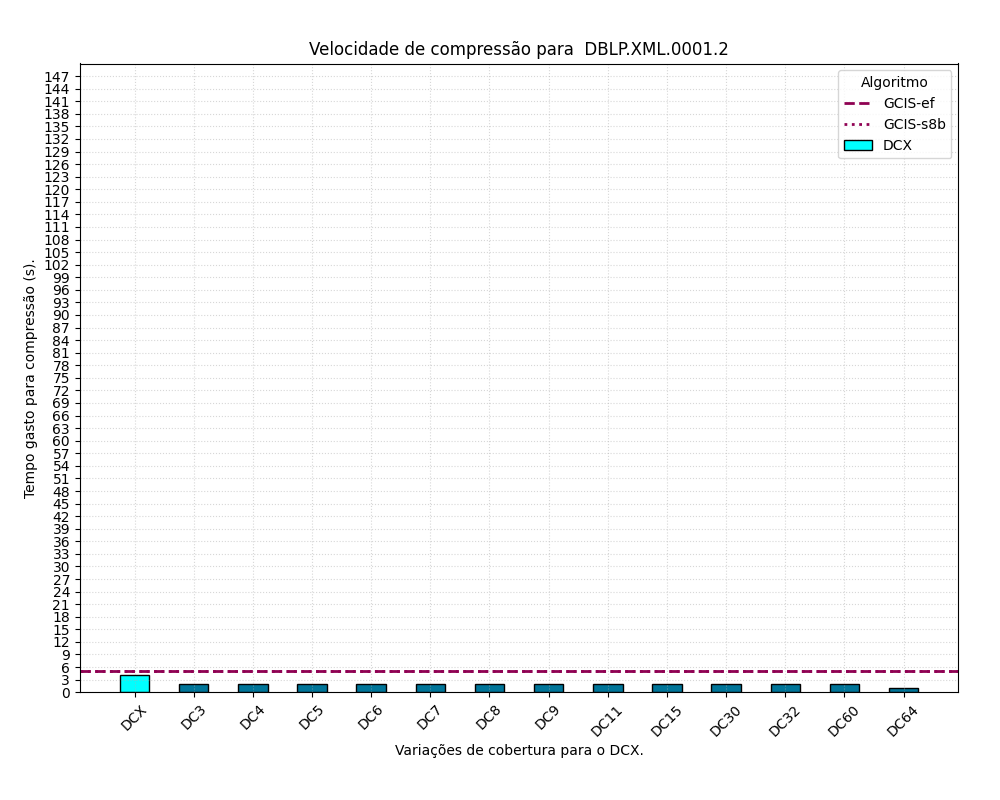 Velocidade de compressão para  DBLP.XML.0001.2
Algoritmo
GCIS-ef
GCIS-s8b
DCX
Tempo gasto para compressão (s).
147
144
141
138
135
132
129
126
123
120
117
114
111
108
105
102
99
96
93
90
87
84
81
78
75
72
69
66
63
60
57
54
51
48
45
42
39
36
33
30
27
24
21
18
15
12
9
6
3
0
DCX
DC3
DC4
DC5
DC6
DC7
DC8
DC9
DC11
DC15
DC30
DC32
DC60
DC64
Variações de cobertura para o DCX.